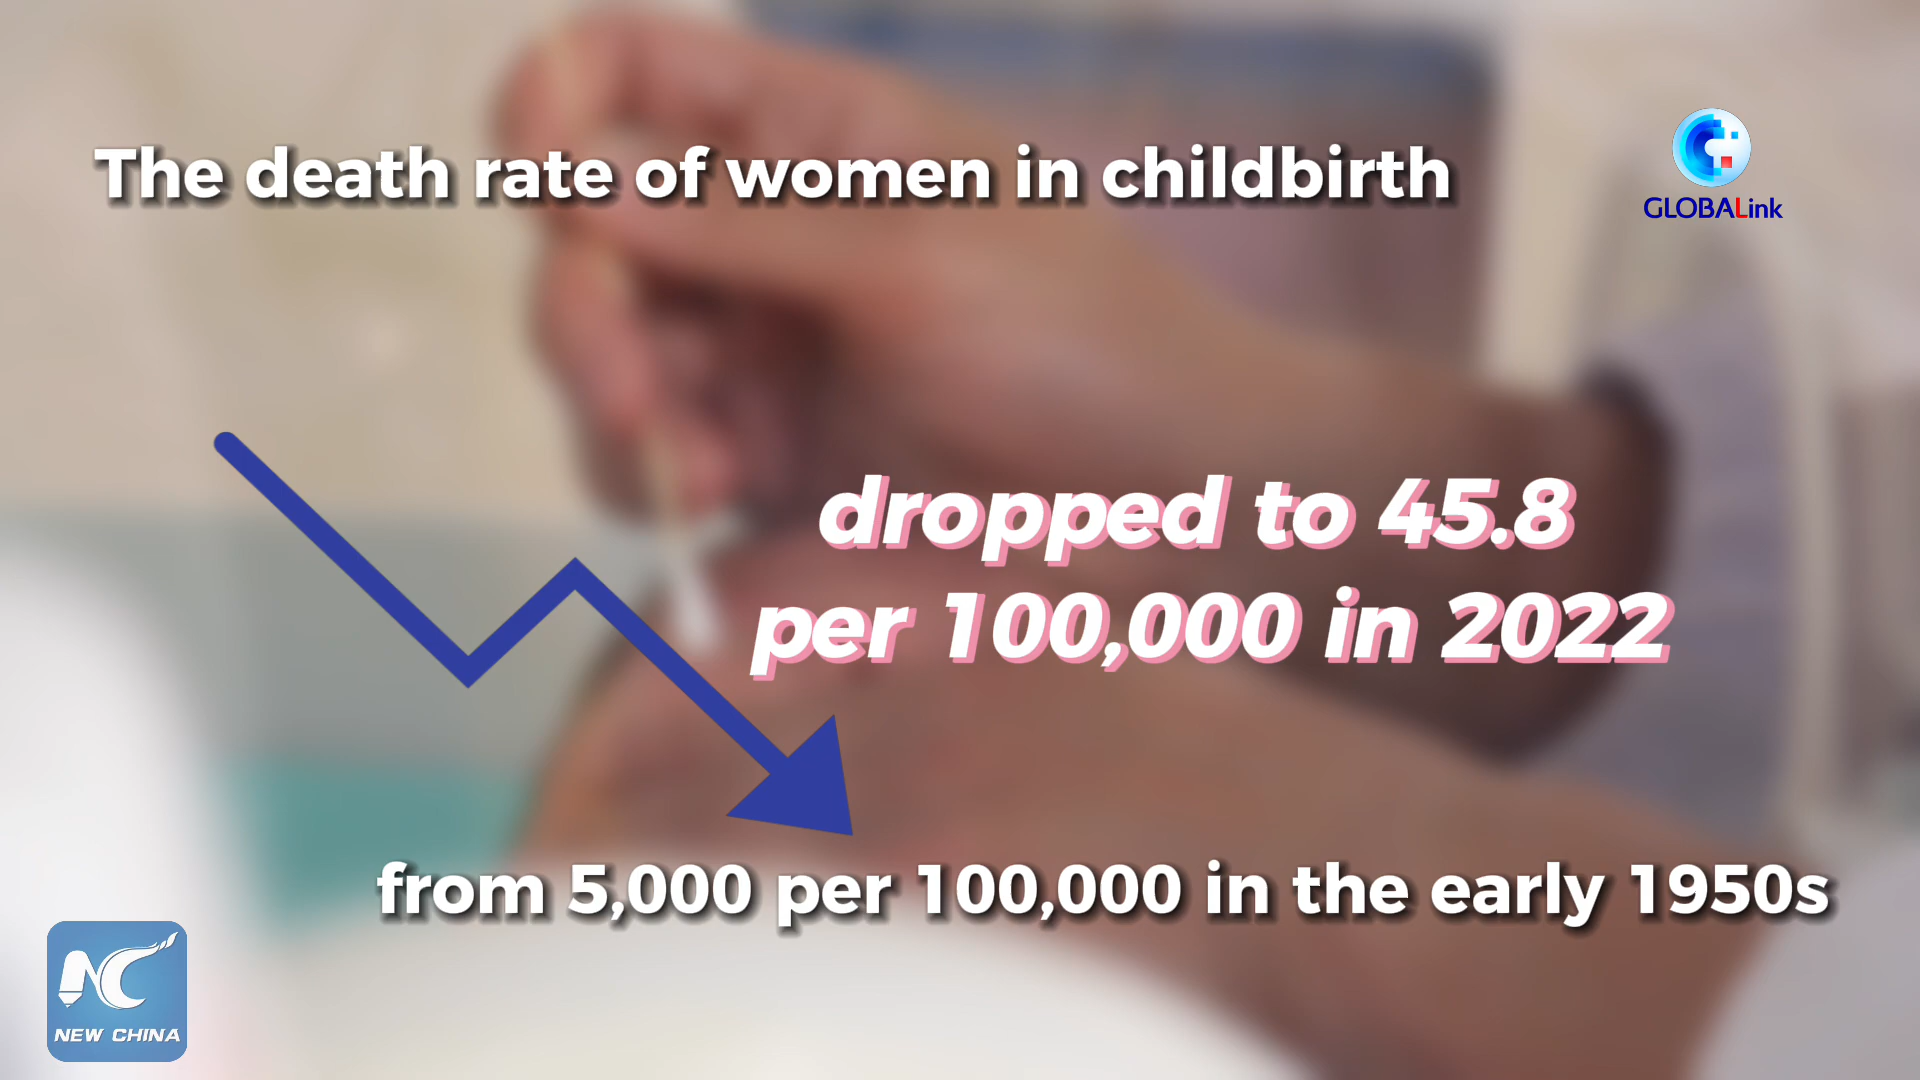 The death rate of women in childbirth
GLOBALink
dropped to 45.8
per 100,000 in 2022
from 5,000 per 100,000 in the early 1950s
NC
NEW CHINA